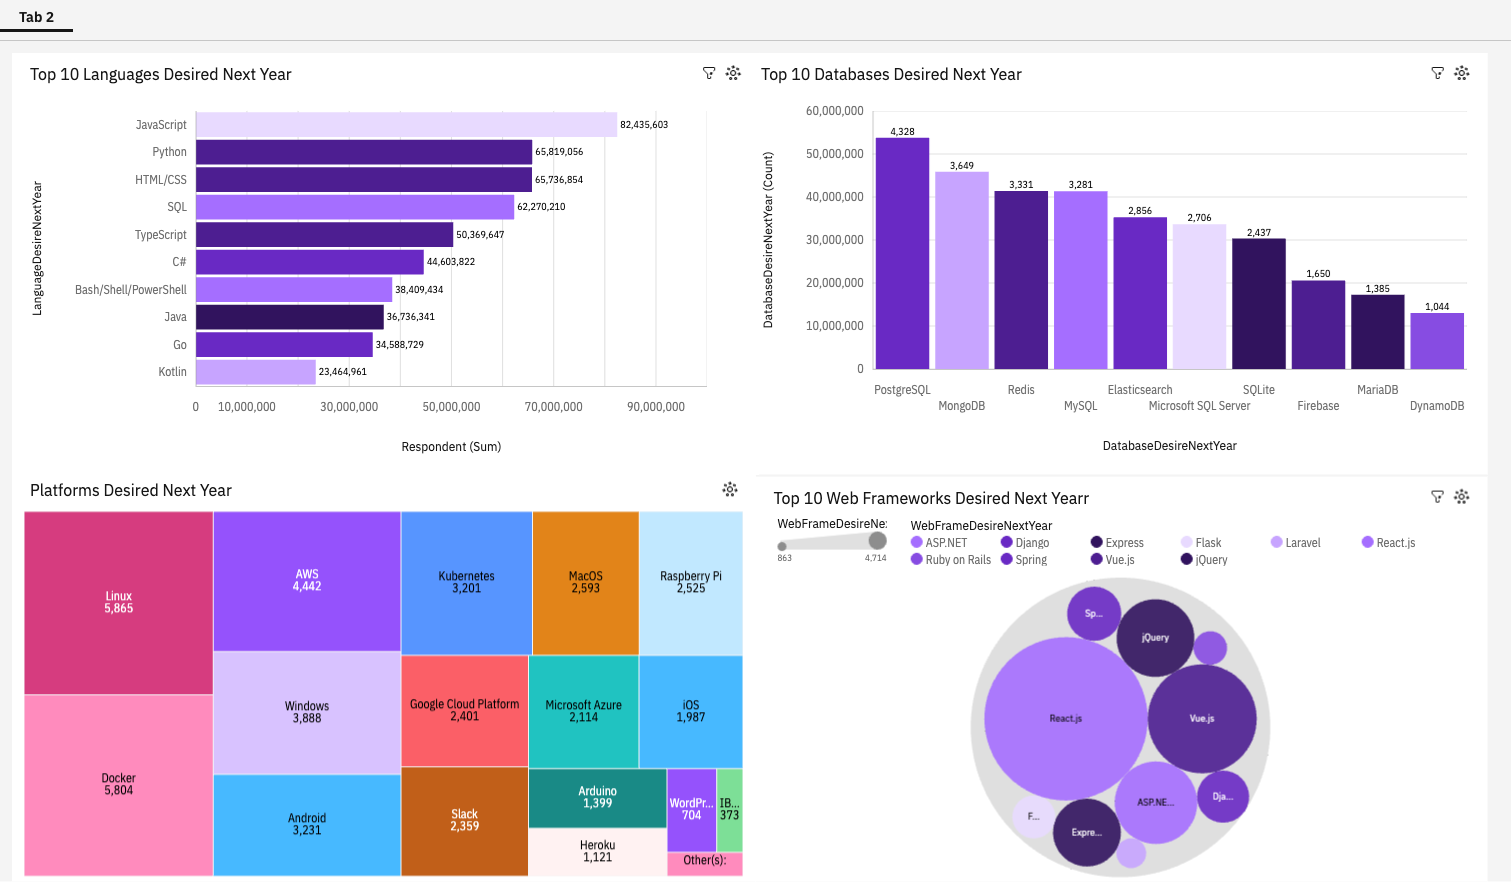 Tab 2
Top 10 Languages Desired Next Year
LanguageDesireNextYear
JavaScript 82,435,603
Python 65,819,056
HTML/CSS 65,736,854
SQL 62,270,210
TypeScript 50,369,647
C# 44,603,822
Bash/Shell/PowerShell 38,409,434
Java 36,736,341
Go 34,588,729
Kotlin 23,464,961
0 10,000,000 30,000,000 50,000,000 70,000,000 90,000,000
Respondent (Sum)
Top 10 Databases Desired Next Year
DatabaseDesireNextYear (Count)
60,000,000
50,000,000
40,000,000
30,000,000
20,000,000
10,000,000
0
4,328
3,649
3,331
3,281
2,856
2,706
2,437
1,650
1,385
1,044
PostgreSQL Redis Elasticsearch SQLite MariaDB
MongoDB MySQL Microsoft SQL Server Firebase DynamoDB
DatabaseDesireNextYear
Platforms Desired Next Year
Linux
5,865
Docker
5,804
AWS
4,442
Windows
3,888
Android
3,231
Kubernetes
3,201
MacOS
2,593
Raspberry Pi
2,525
Google Cloud Platform
2,401
Microsoft Azure
2,114
iOS
1,987
Slack
2,359
Arduino
1,399
Heroku
1,121
WordPr...
704
IB...
373
Other(s):
Top 10 Web Frameworks Desired Next Yearr
WebFrameDesireNe:
863 4,714
WebFrameDesireNextYear
ASP.NET Django Express Flask Laravel React.js
Ruby on Rails Spring Vue.js jQuery
Sp...
jQuery
React.js
Vue.js
ASP.NE...
Dja...
F...
Expre...